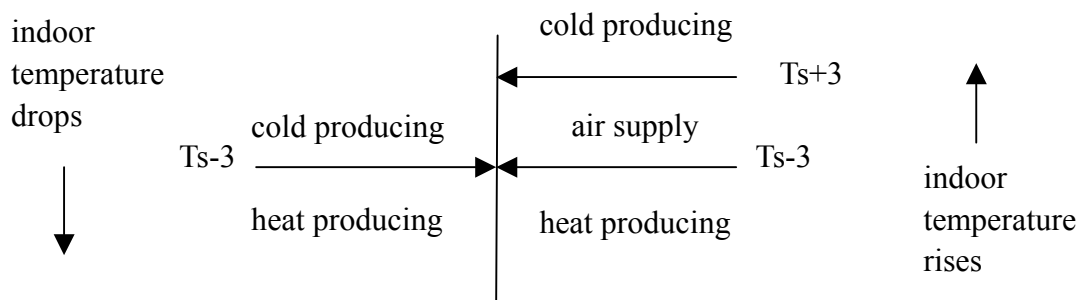 indoor
temperature
drops
cold producing
Ts+3
cold producing
air supply
Ts-3
Ts-3
heat producing
heat producing
indoor
temperature
rises